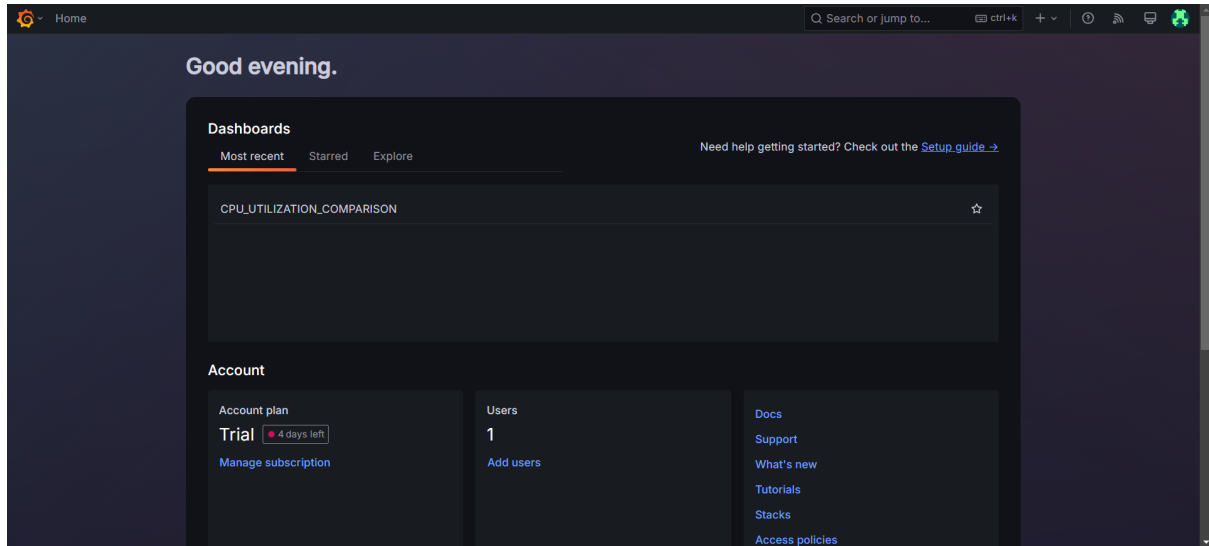 Home
Search or jump to... ctrl+k
Good evening.
Dashboards
Need help getting started? Check out the Setup guide →
Most recent Starred Explore
CPU_UTILIZATION_COMPARISON
Account
Account plan
Trial 4 days left
Manage subscription
Users
1
Add users
Docs
Support
What's new
Tutorials
Stacks
Access policies